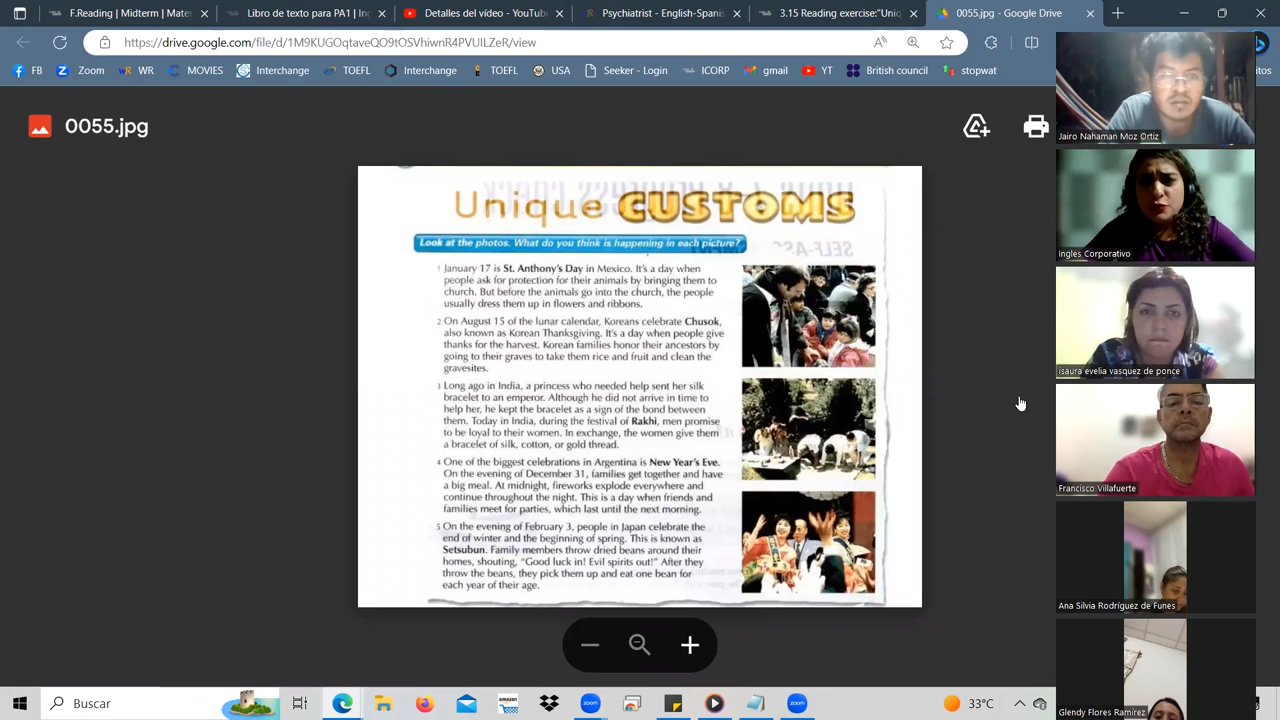 F.Reading | Midterm | Mate
Libro de texto para PA1 | In
Detalles del vídeo - YouTub
Psychiatrist - English-Spanis
3.15 Reading exercise:"Uniq
0055.jpg - Google Drive
https://drive.google.com/file/d/1M9KUGOqtaveQO9tOSVhiwnR4PVUILZeR/view
FB
Zoom
WR
MOVIES
Interchange
TOEFL
Interchange
TOEFL
USA
Seeker - Login
ICORP
gmail
YT
British council
stopwat
itos
0055.jpg
Unique CUSTOMS
Look at the photos. What do you think is happening in each picture?
1 January 17 is St. Anthony's Day in Mexico. It's a day when
people ask for protection for their animals by bringing them to
church. But before the animals go into the church, the people
usually dress them up in flowers and ribbons.
2 On August 15 of the lunar calendar, Koreans celebrate Chusok,
also known as Korean Thanksgiving. It's a day when people give
thanks for the harvest. Korean families honor their ancestors by
going to their graves to take them rice and fruit and clean the
gravesites.
3 Long ago in India, a princess who needed help sent her silk
bracelet to an emperor. Although he did not arrive in time to
help her, he kept the bracelet as a sign of the bond between
them. Today in India, during the festival of Rakhi, men promise
to be loyal to their women. In exchange, the women give them
a bracelet of silk, cotton, or gold thread.
4 One of the biggest celebrations in Argentina is New Year's Eve.
On the evening of December 31, families get together and have
a big meal. At midnight, fireworks explode everywhere and
continue throughout the night. This is a day when friends and
families meet for parties, which last until the next morning.
5 On the evening of February 3, people in Japan celebrate the
end of winter and the beginning of spring. This is known as
Setsubun. Family members throw dried beans around their
homes, shouting, "Good luck in! Evil spirits out!" After they
throw the beans, they pick them up and eat one bean for
each year of their age.
Jairo Nahaman Moz Ortiz
Ingles Corporativo
isaura evelia vasquez de ponce
Francisco Villafuerte
Ana Silvia Rodríguez de Funes
Glendy Flores Ramirez
Buscar
33°C